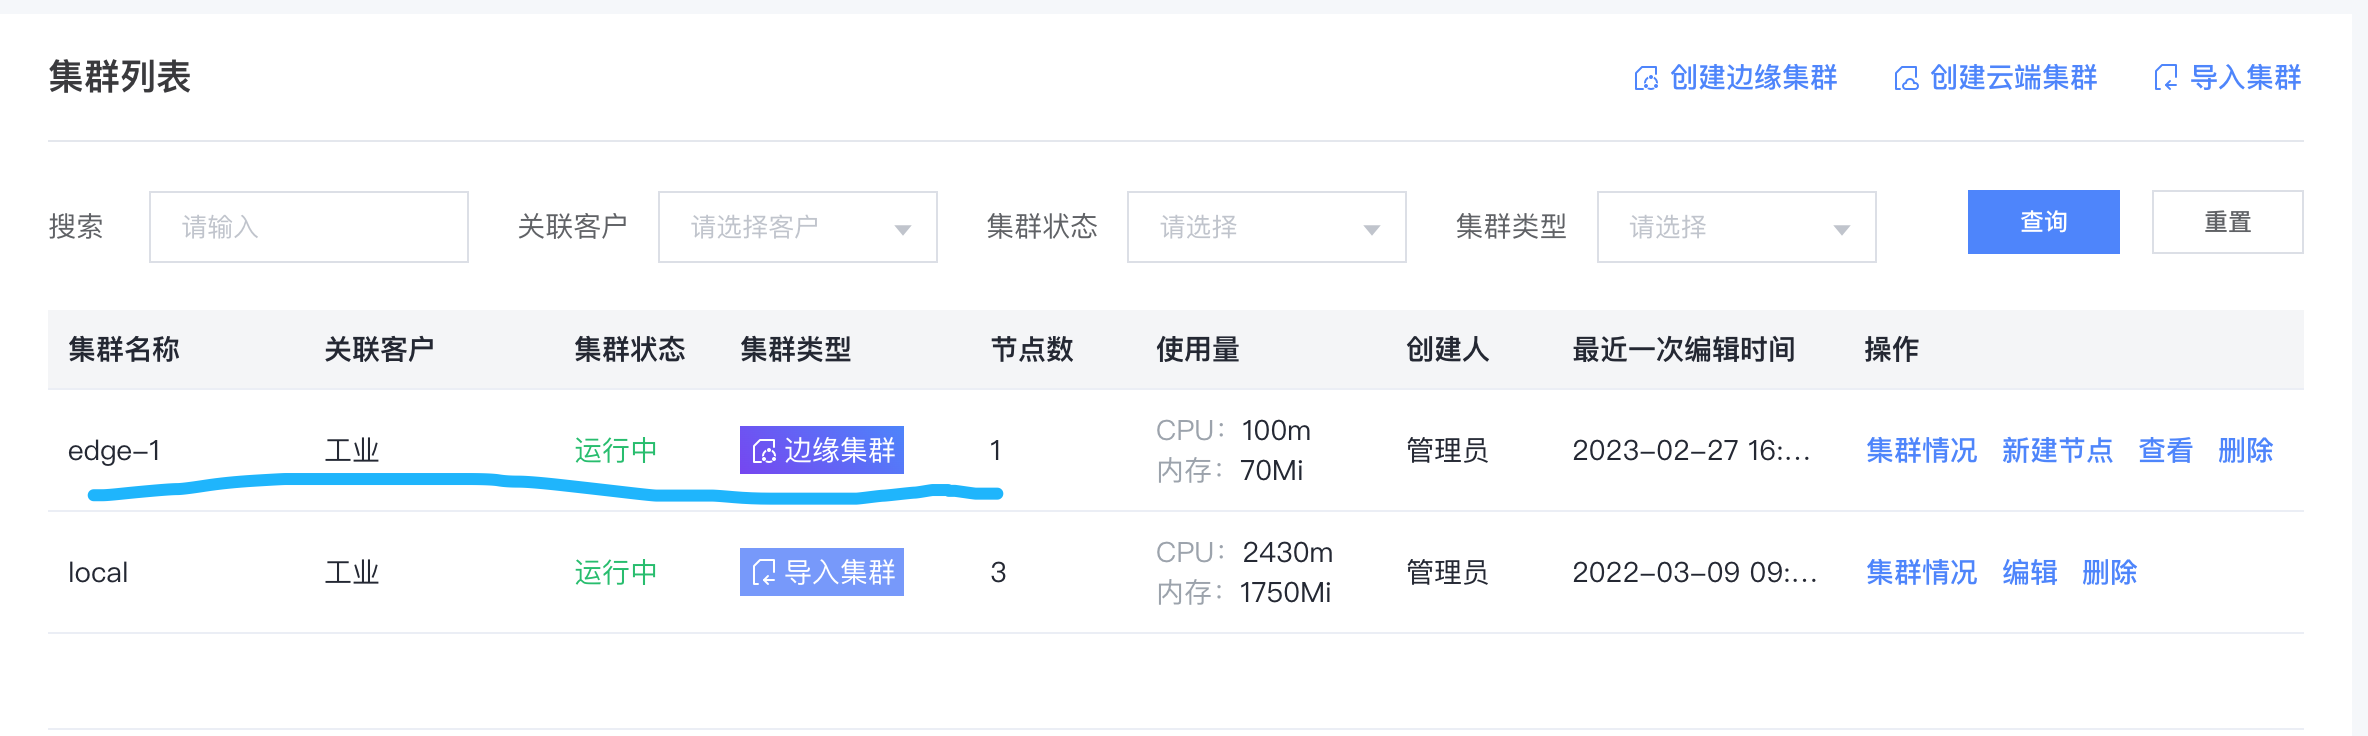 集群列表
创建边缘集群 创建云端集群 导入集群
搜索 请输入 关联客户 请选择客户 集群状态 请选择 集群类型 请选择 查询 重置
集群名称 关联客户 集群状态 集群类型 节点数 使用量 创建人 最近一次编辑时间 操作
edge-1 工业 运行中 边缘集群 1 CPU: 100m 管理员 2023-02-27 16:... 集群情况 新建节点 查看 删除
内存: 70Mi
local 工业 运行中 导入集群 3 CPU: 2430m 管理员 2022-03-09 09:... 集群情况 编辑 删除
内存: 1750Mi